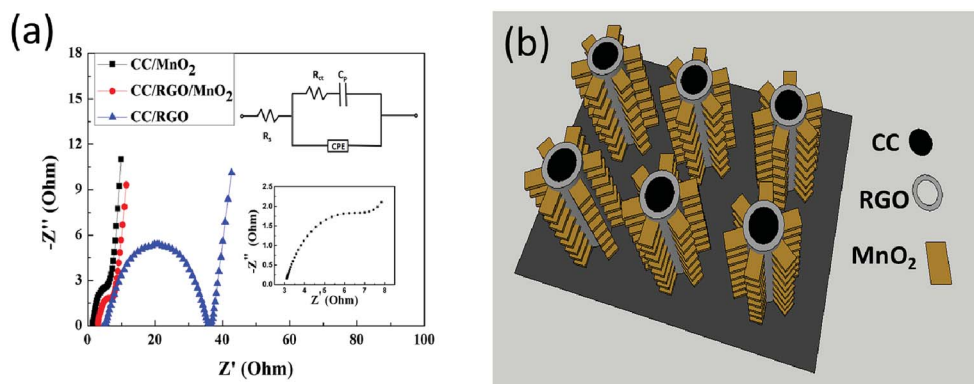 (a)
-Z'' (Ohm)
18
15
12
9
6
3
0
0
20
40
60
80
100
Z' (Ohm)
CC/MnO₂
CC/RGO/MnO₂
CC/RGO
Rct
Cp
Rs
CPE
-Z'' (Ohm)
2.0
1.5
1.0
0.5
0.0
3
4
5
6
7
8
Z' (Ohm)
(b)
CC
RGO
MnO₂